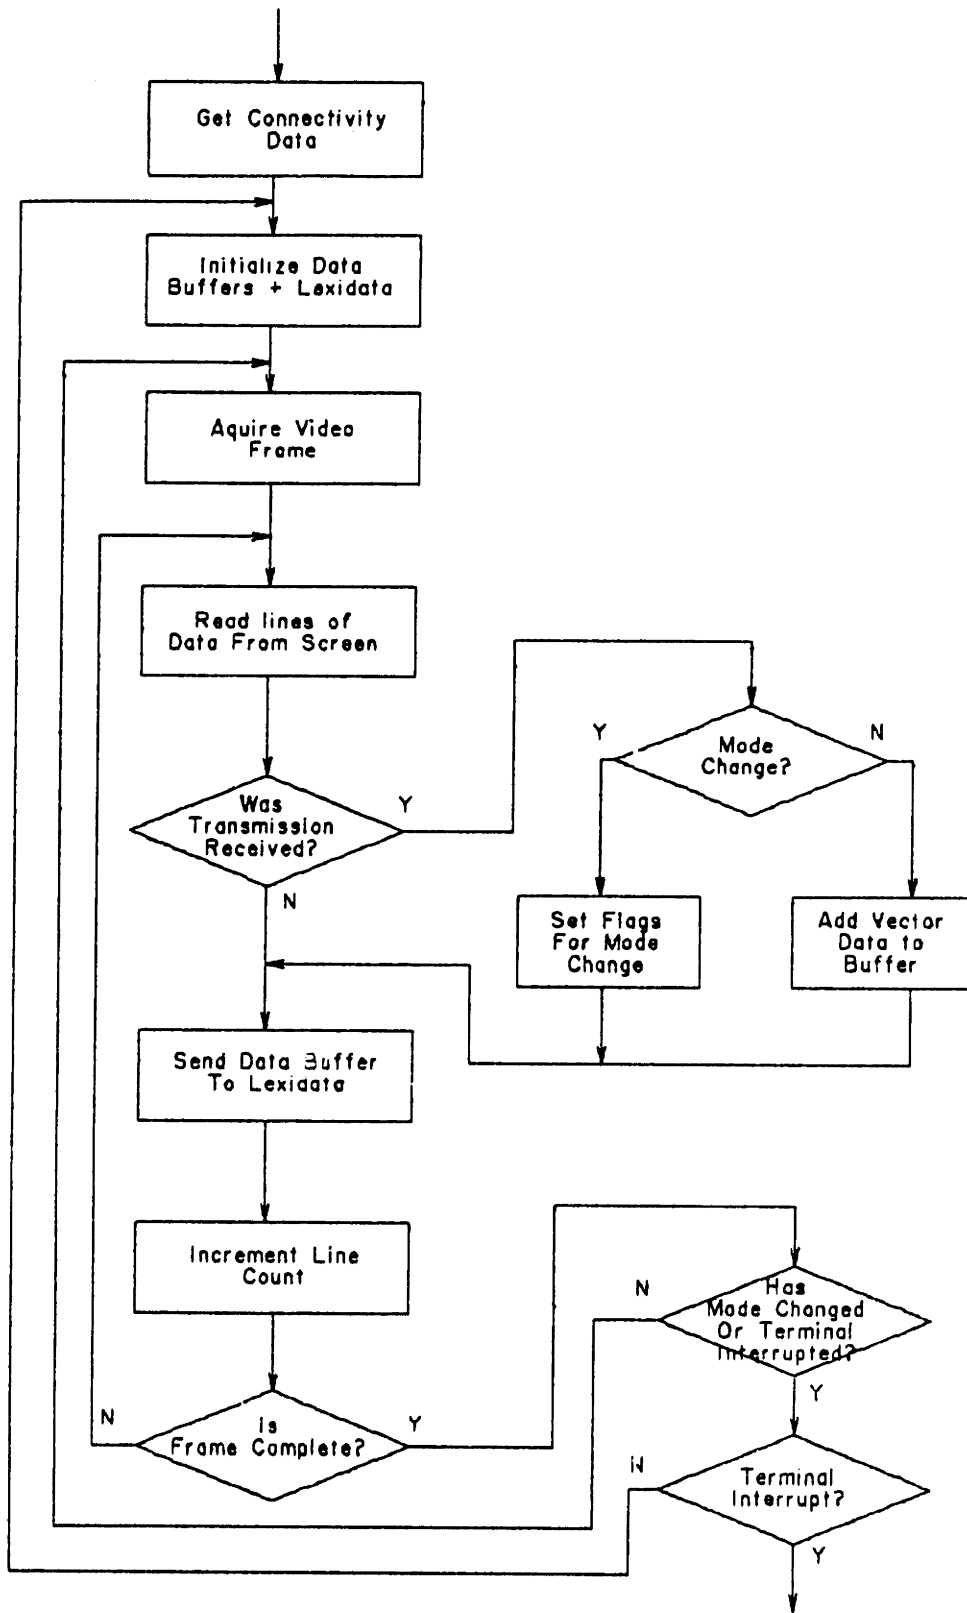 Get Connectivity
Data
Initialize Data
Buffers + Lexidata
Aquire Video
Frame
Read lines of
Data From Screen
Mode
Change?
Y
N
Was
Transmission
Received?
Y
N
Set Flags
For Mode
Change
Add Vector
Data to
Buffer
Send Data Buffer
To Lexidata
Increment Line
Count
Has
Mode Changed
Or Terminal
Interrupted?
N
Y
Is
Frame Complete?
N
Y
Terminal
Interrupt?
N
Y